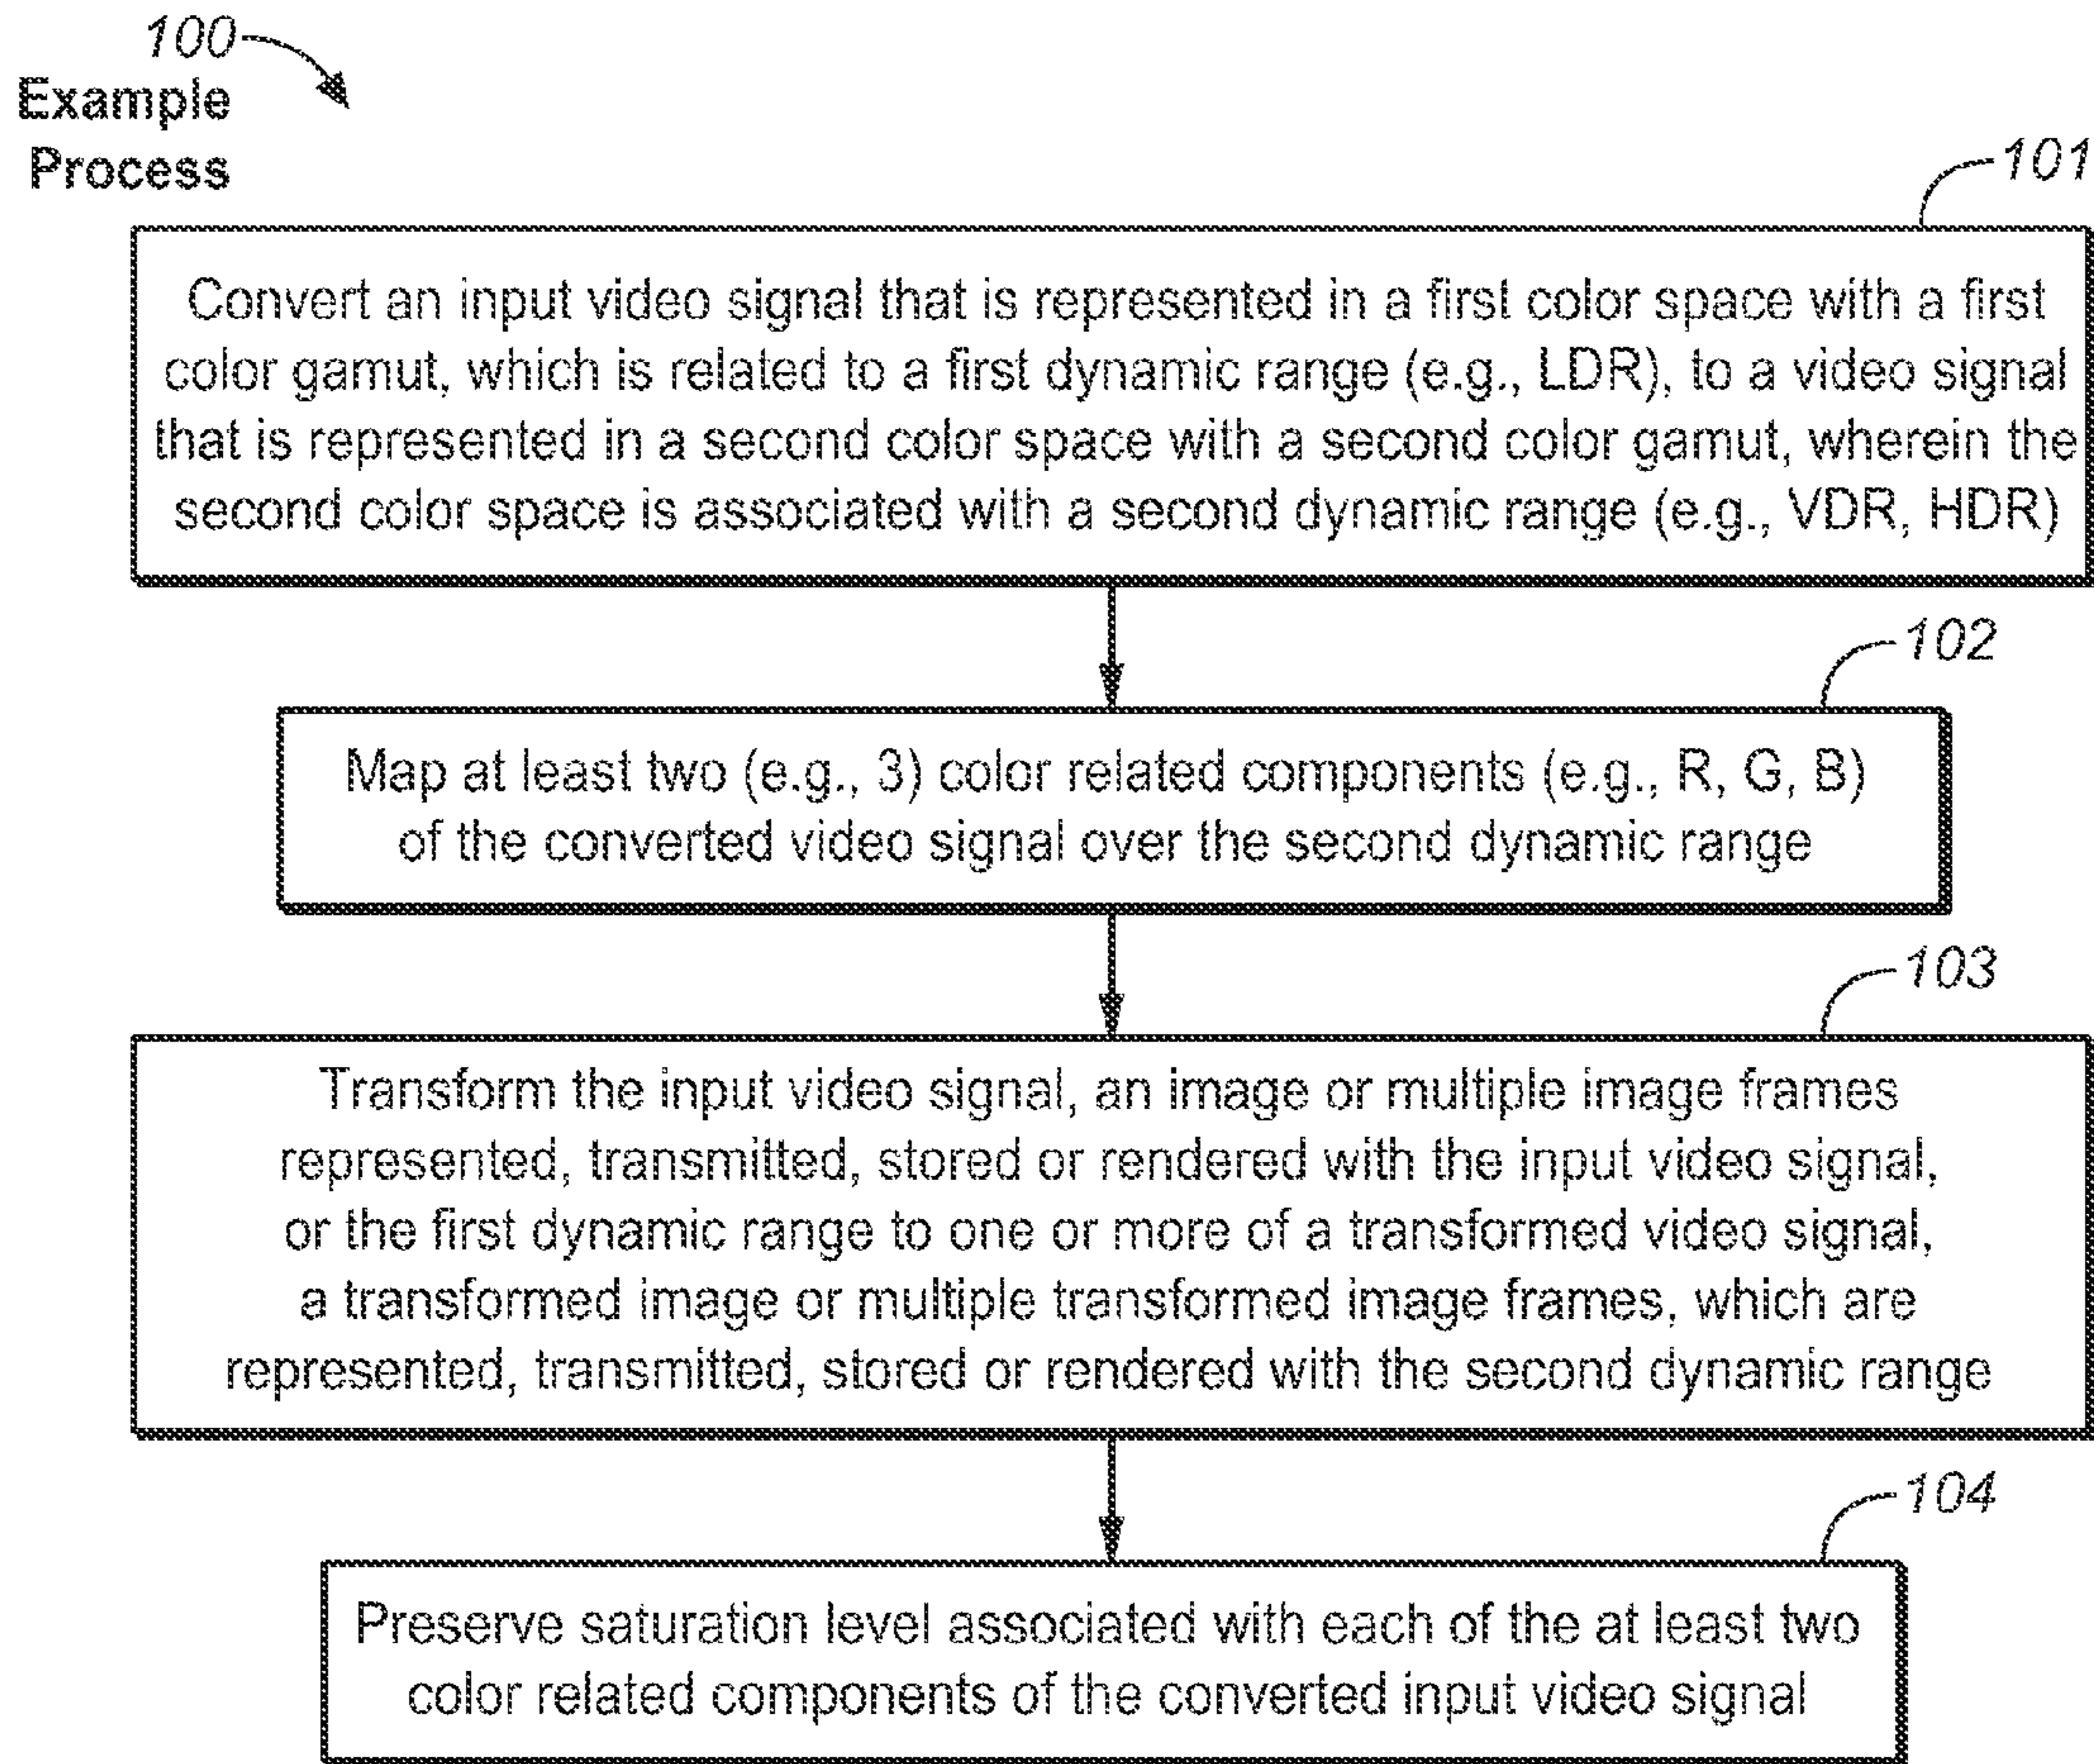 100
Example
Process
101
Convert an input video signal that is represented in a first color space with a first
color gamut, which is related to a first dynamic range (e.g., LDR), to a video signal
that is represented in a second color space with a second color gamut, wherein the
second color space is associated with a second dynamic range (e.g., VDR, HDR)
102
Map at least two (e.g., 3) color related components (e.g., R, G, B)
of the converted video signal over the second dynamic range
103
Transform the input video signal, an image or multiple image frames
represented, transmitted, stored or rendered with the input video signal,
or the first dynamic range to one or more of a transformed video signal,
a transformed image or multiple transformed image frames, which are
represented, transmitted, stored or rendered with the second dynamic range
104
Preserve saturation level associated with each of the at least two
color related components of the converted input video signal